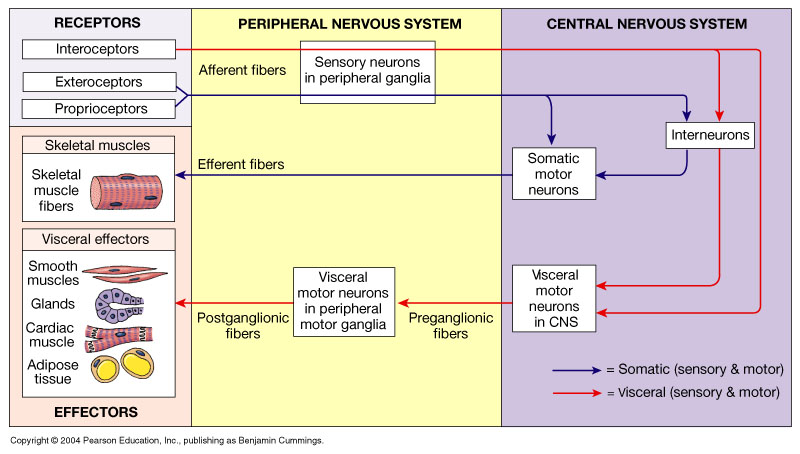 RECEPTORS
Interoceptors
Exteroceptors
Proprioceptors
Skeletal muscles
Skeletal
muscle
fibers
Visceral effectors
Smooth
muscles
Glands
Cardiac
muscle
Adipose
tissue
EFFECTORS
PERIPHERAL NERVOUS SYSTEM
Afferent fibers
Sensory neurons
in peripheral ganglia
Efferent fibers
Visceral
motor neurons
in peripheral
motor ganglia
Postganglionic
fibers
Preganglionic
fibers
CENTRAL NERVOUS SYSTEM
Interneurons
Somatic
motor
neurons
Visceral
motor
neurons
in CNS
= Somatic (sensory & motor)
= Visceral (sensory & motor)
Copyright © 2004 Pearson Education, Inc., publishing as Benjamin Cummings.